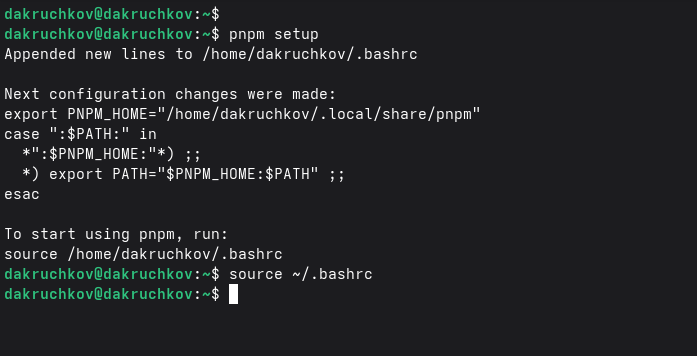 dakruchkov@dakruchkov:~$
dakruchkov@dakruchkov:~$ pnpm setup
Appended new lines to /home/dakruchkov/.bashrc

Next configuration changes were made:
export PNPM_HOME="/home/dakruchkov/.local/share/pnpm"
case ":$PATH:" in
  *":$PNPM_HOME:"*) ;;
  *) export PATH="$PNPM_HOME:$PATH" ;;
esac

To start using pnpm, run:
source /home/dakruchkov/.bashrc
dakruchkov@dakruchkov:~$ source ~/.bashrc
dakruchkov@dakruchkov:~$